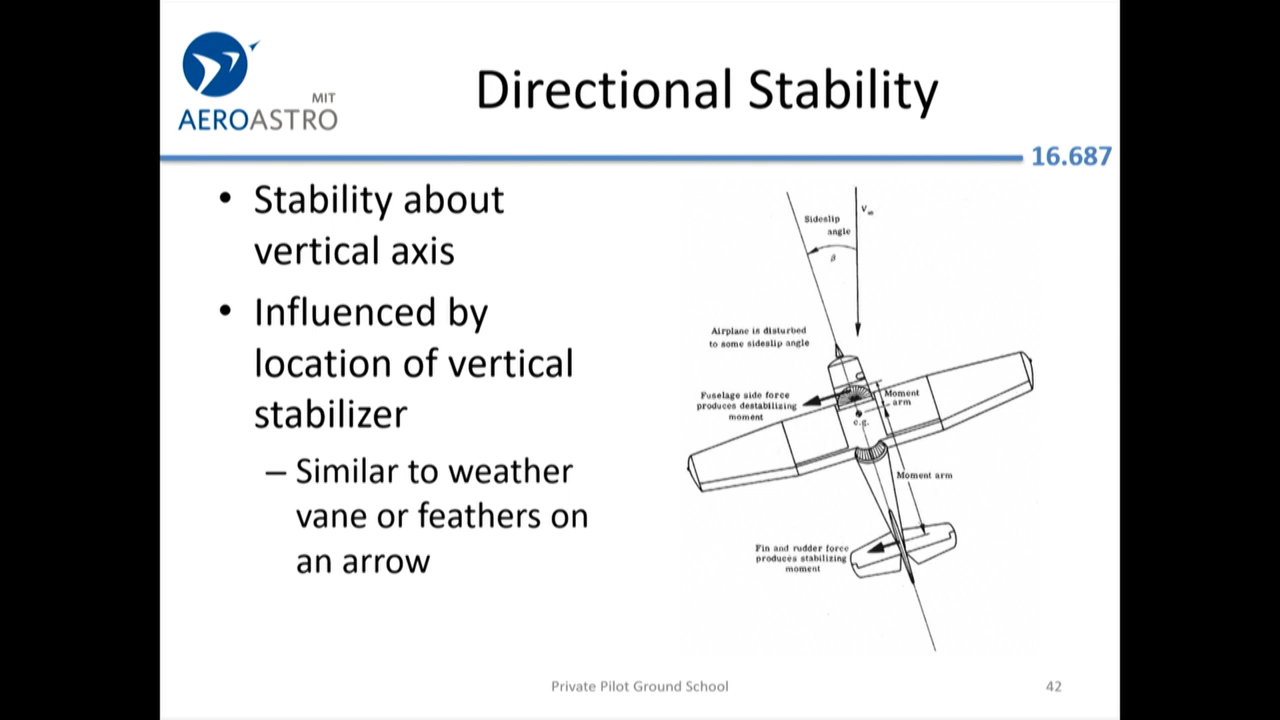 MIT
AEROASTRO
Directional Stability
16.687
• Stability about
vertical axis
• Influenced by
location of vertical
stabilizer
– Similar to weather
vane or feathers on
an arrow
Sideslip
angle
V∞
β
Airplane is disturbed
to some sideslip angle
Fuselage side force
produces destabilizing
moment
Moment
arm
c.g.
Moment arm
Fin and rudder force
produces stabilizing
moment
Private Pilot Ground School
42